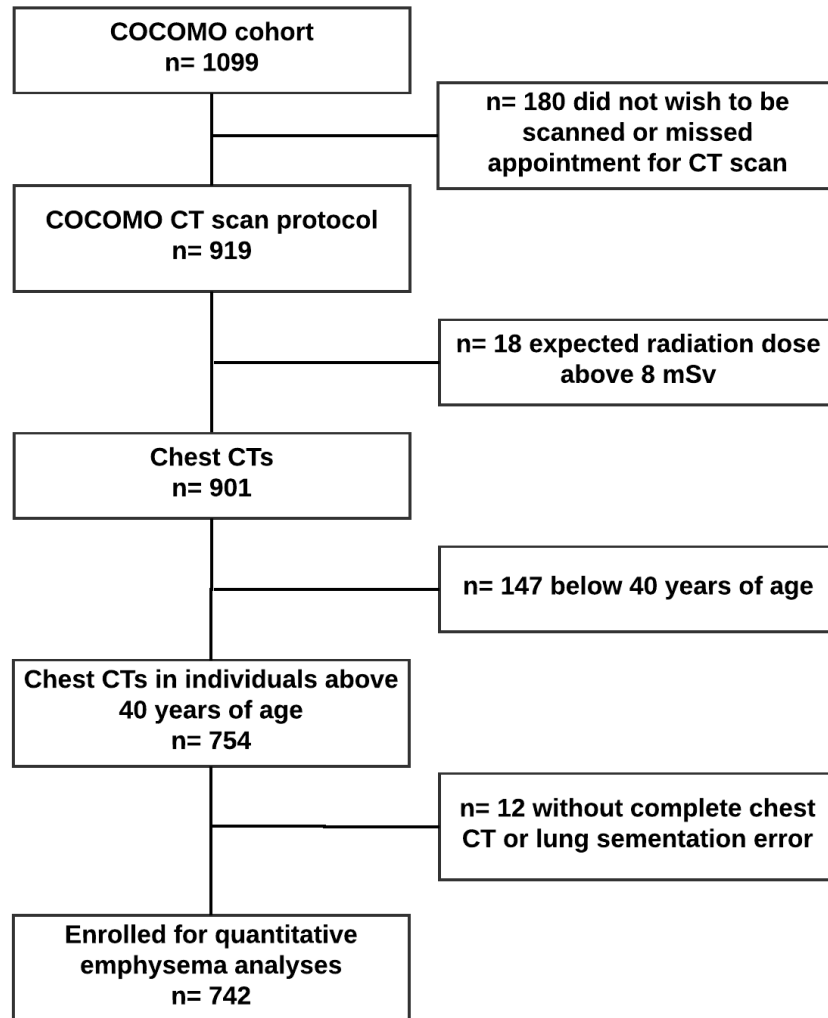 COCOMO cohort
n= 1099
n= 180 did not wish to be
scanned or missed
appointment for CT scan
COCOMO CT scan protocol
n= 919
n= 18 expected radiation dose
above 8 mSv
Chest CTs
n= 901
n= 147 below 40 years of age
Chest CTs in individuals above
40 years of age
n= 754
n= 12 without complete chest
CT or lung sementation error
Enrolled for quantitative
emphysema analyses
n= 742